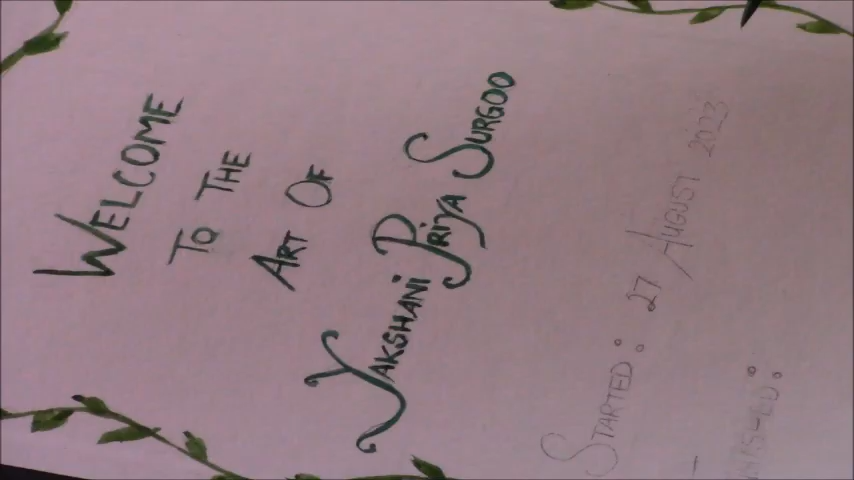 WELCOME
TO THE
ART OF
YAKSHANI PRIYA SURGOO
STARTED: 27 AUGUST 2023